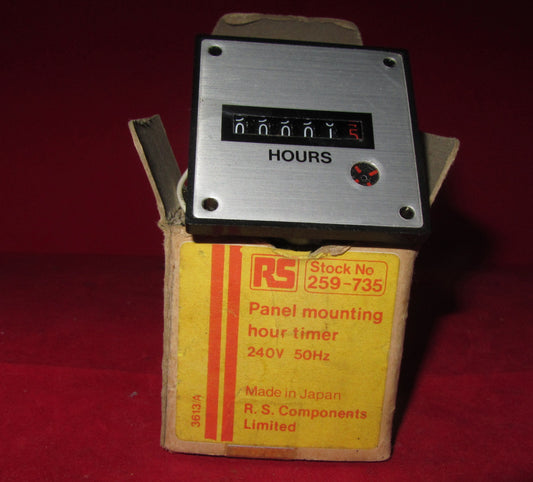 000015
HOURS
RS
Stock No
259-735
Panel mounting
hour timer
240V 50Hz
Made in Japan
R. S. Components
Limited
3613/A